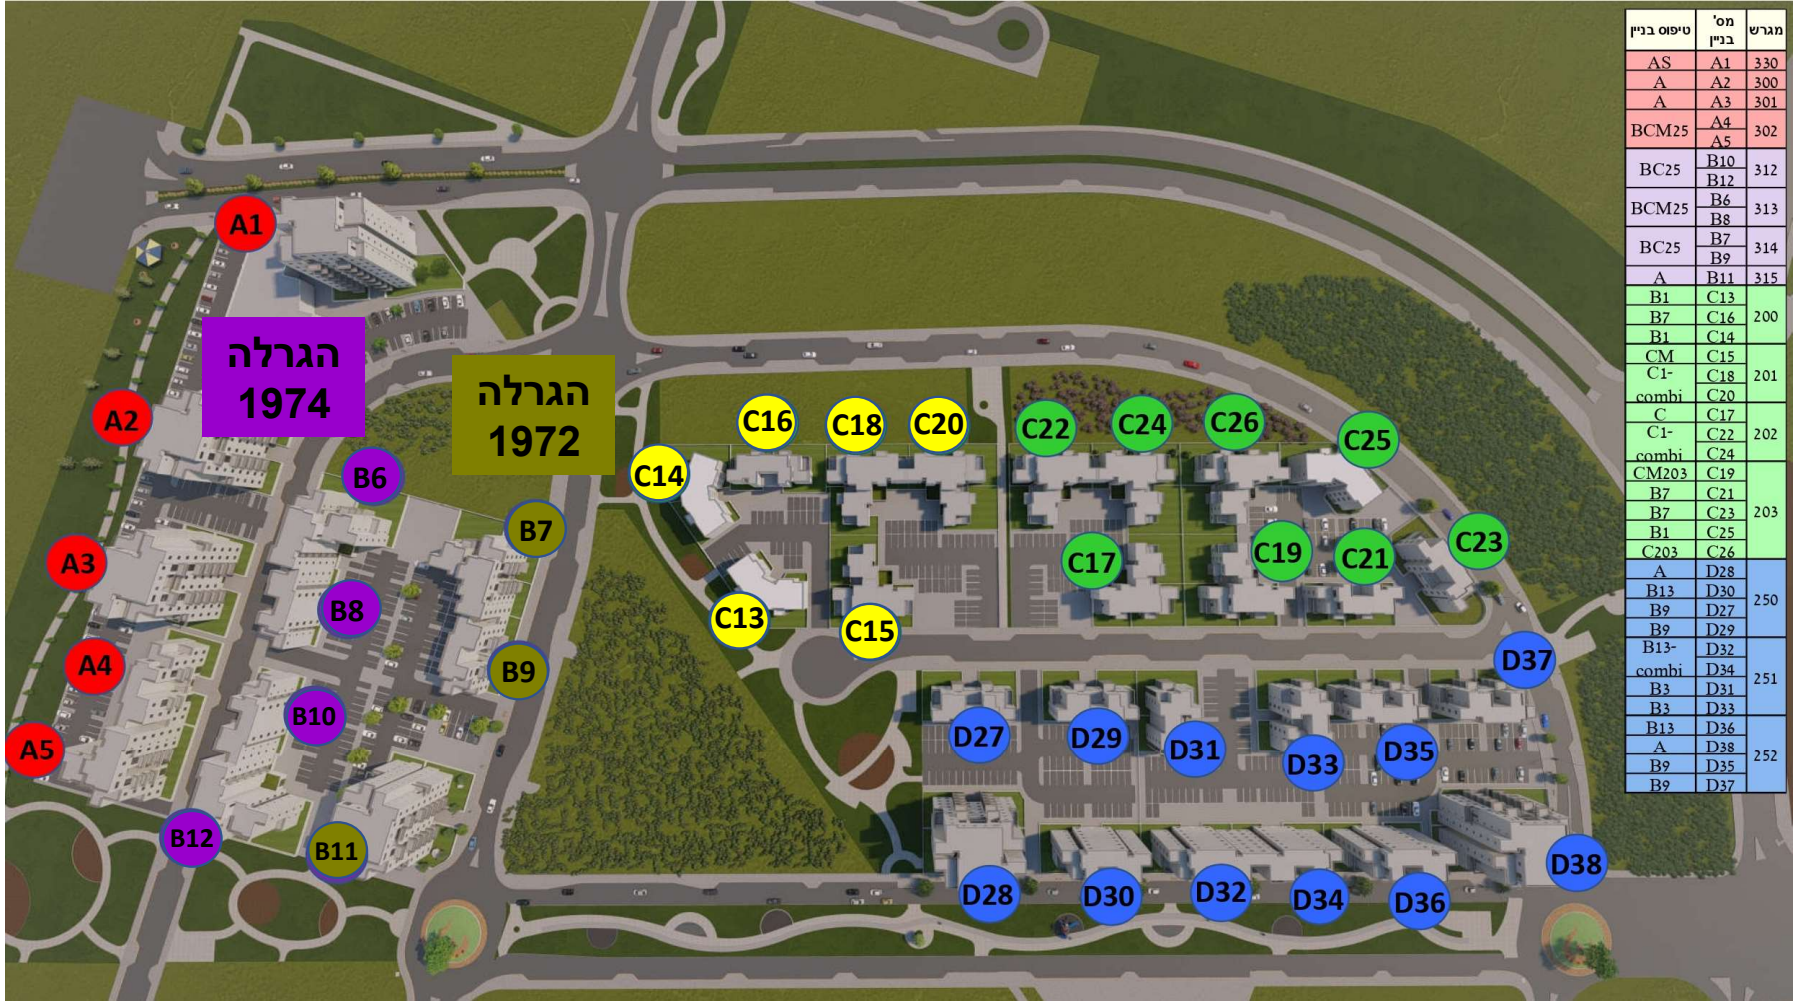 A1
הגרלה
1974
הגרלה
1972
A2
B6
B7
A3
B8
B9
A4
B10
A5
B12
B11
C16
C18
C20
C22
C24
C26
C25
C14
C17
C19
C21
C23
C13
C15
D37
D27
D29
D31
D33
D35
D28
D30
D32
D34
D36
D38
מגרש מס' בניין טיפוס בניין
330 A1 AS
300 A2 A
301 A3 A
302 A4 BCM25
A5
312 B10 BC25
B12
313 B6 BCM25
B8
314 B7 BC25
B9
315 B11 A
200 C13 B1
C16 B7
C14 B1
201 C15 CM
C18 C1-
C20 combi
202 C17 C
C22 C1-
C24 combi
203 C19 CM203
C21 B7
C23 B7
C25 B1
C26 C203
250 D28 A
D30 B13
D27 B9
D29 B9
251 D32 B13-
D34 combi
D31 B3
D33 B3
252 D36 B13
D38 A
D35 B9
D37 B9